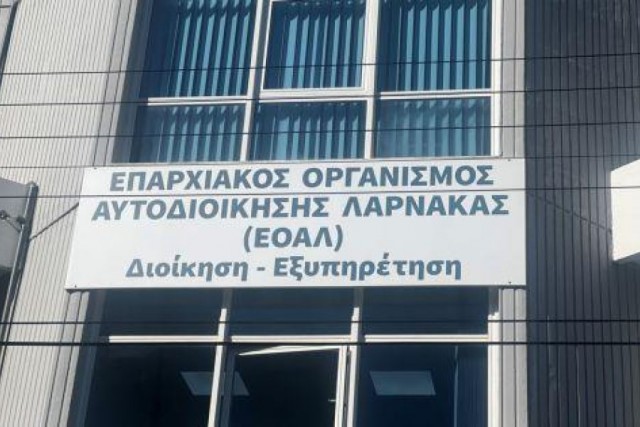 ΕΠΑΡΧΙΑΚΟΣ ΟΡΓΑΝΙΣΜΟΣ
ΑΥΤΟΔΙΟΙΚΗΣΗΣ ΛΑΡΝΑΚΑΣ
(ΕΟΑΛ)
Διοίκηση - Εξυπηρέτηση